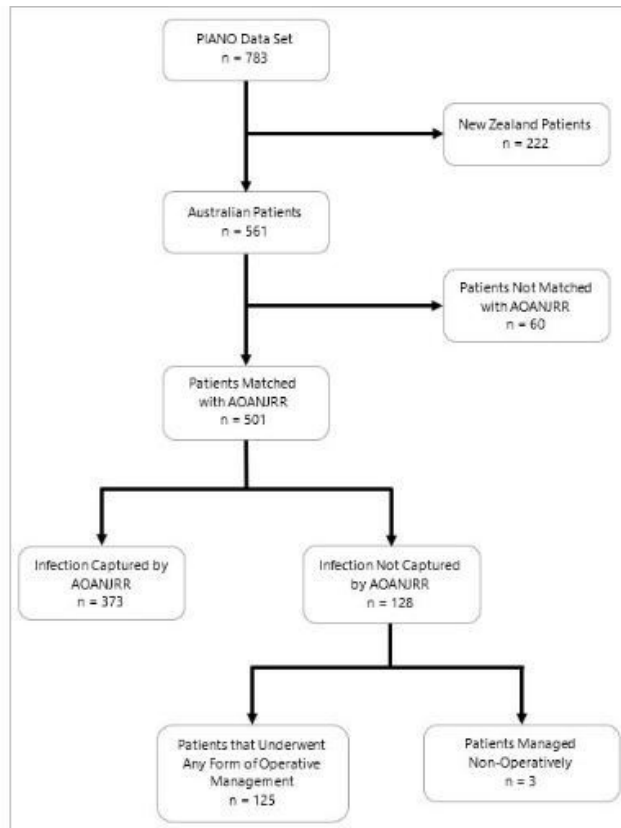 PIANO Data Set
n = 783
New Zealand Patients
n = 222
Australian Patients
n = 561
Patients Not Matched
with AOANJRR
n = 60
Patients Matched
with AOANJRR
n = 501
Infection Captured by
AOANJRR
n = 373
Infection Not Captured
by AOANJRR
n = 128
Patients that Underwent
Any Form of Operative
Management
n = 125
Patients Managed
Non-Operatively
n = 3